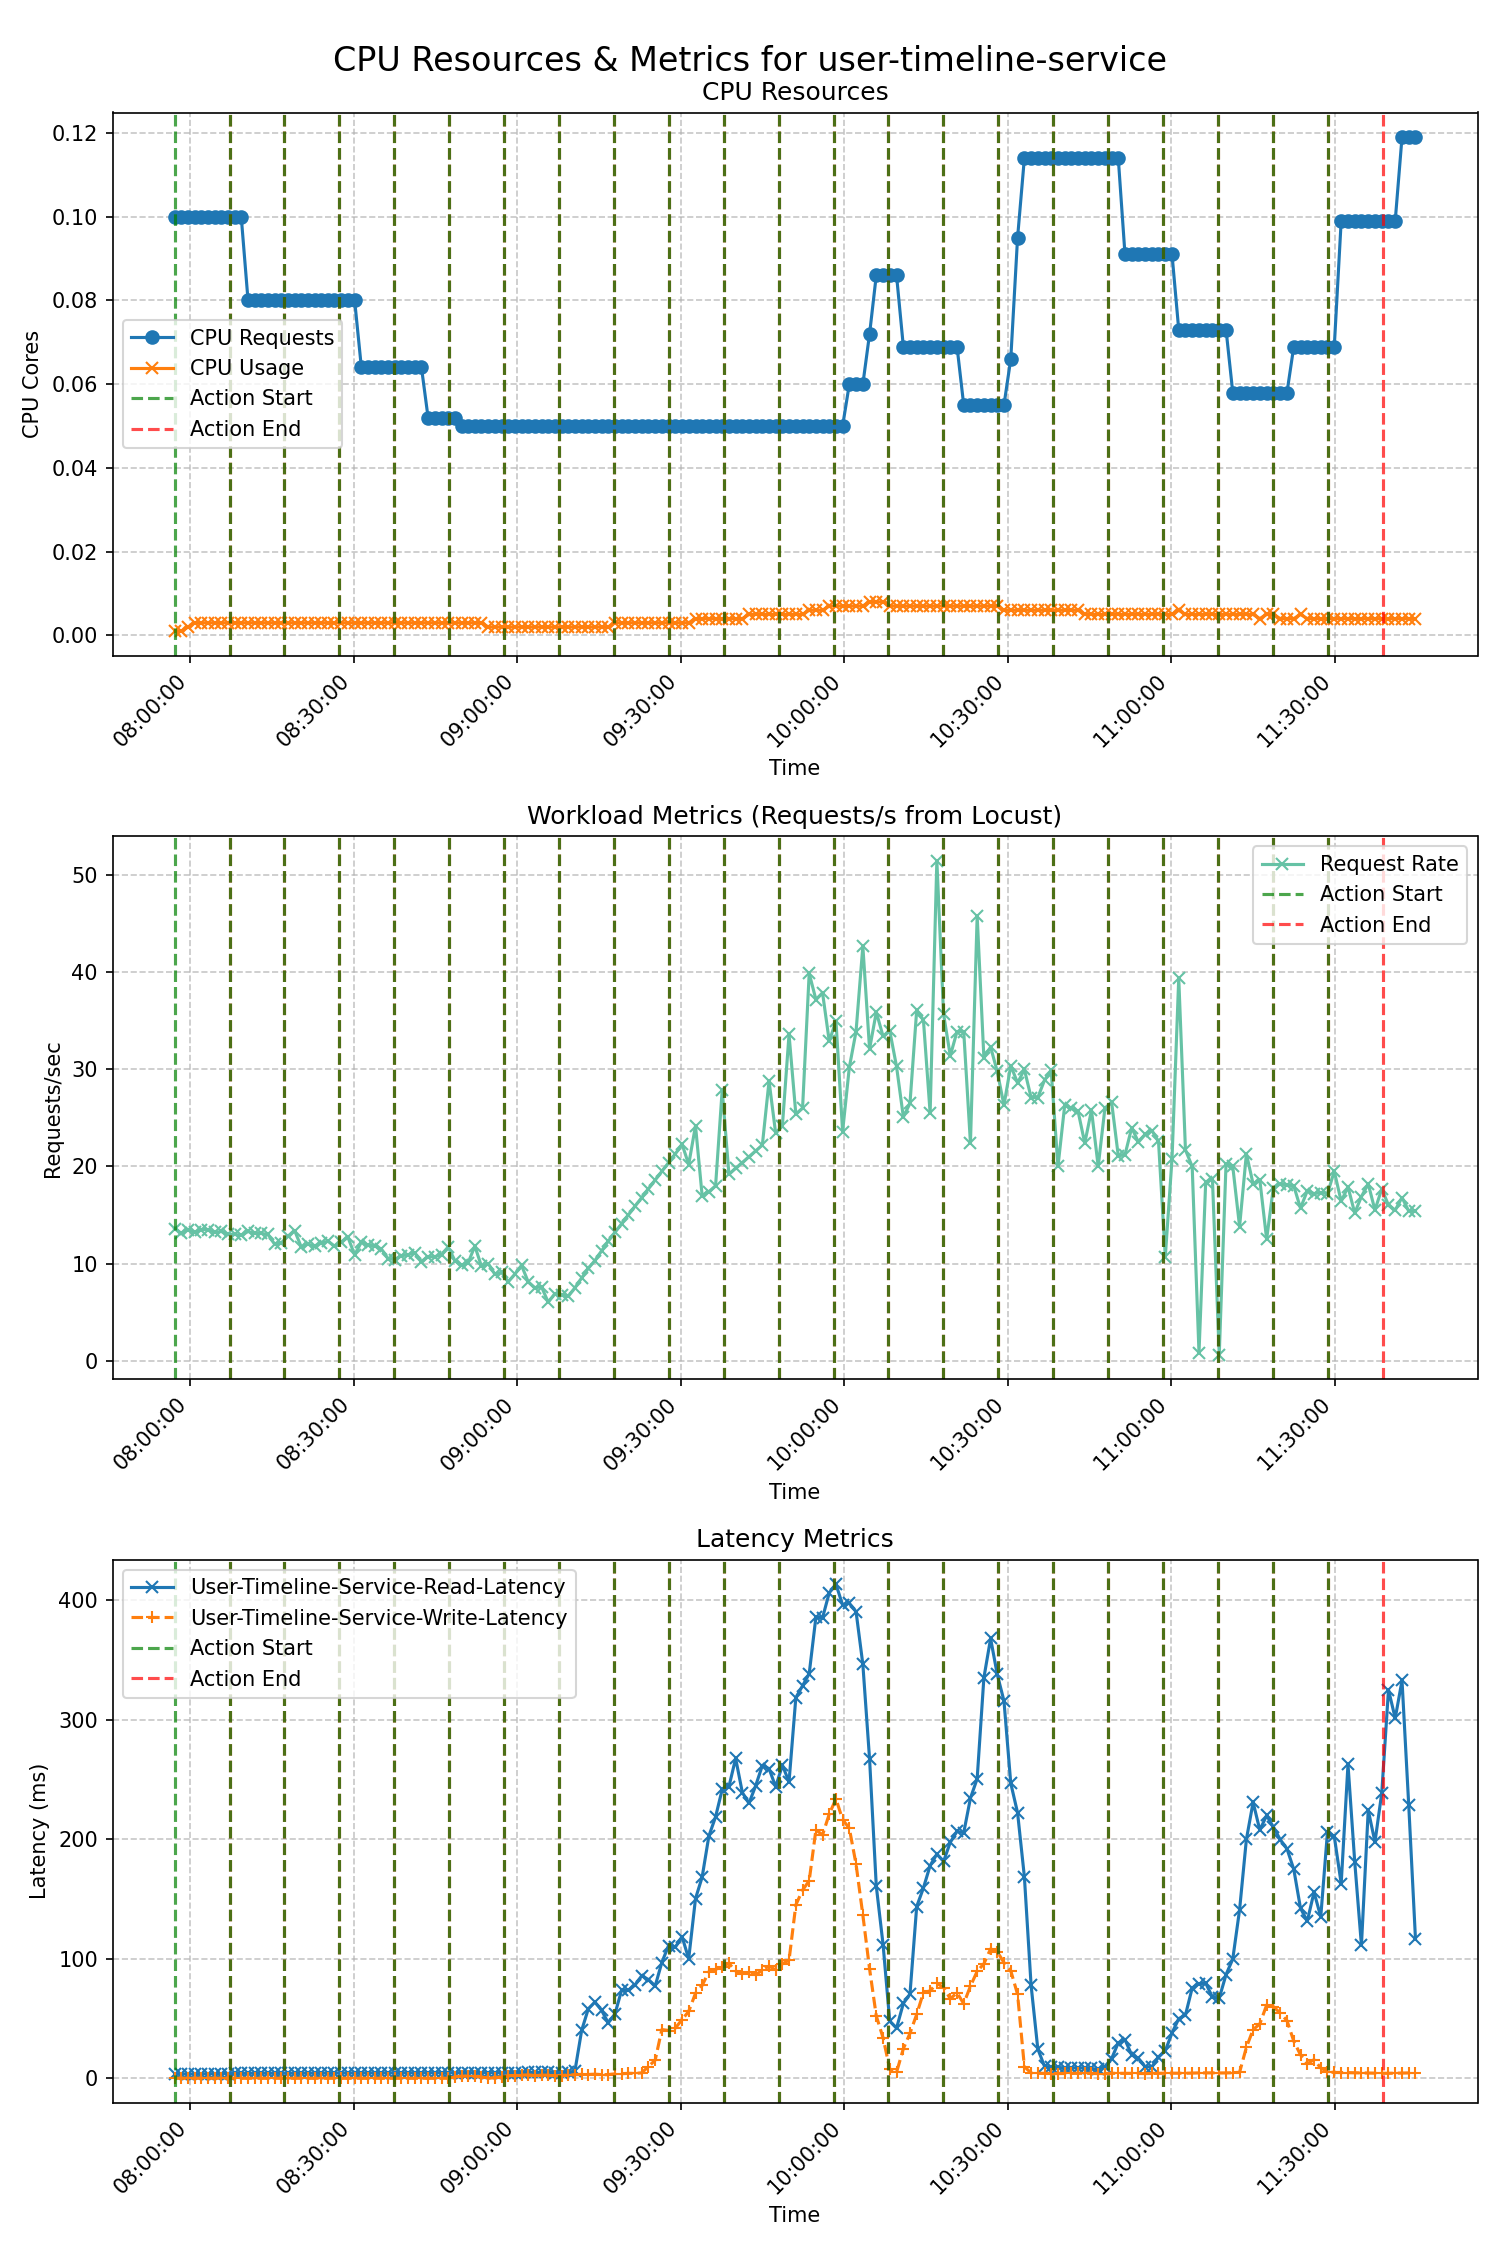 CPU Resources & Metrics for user-timeline-service
CPU Resources
0.12
0.10
0.08
0.06
0.04
0.02
0.00
CPU Cores
CPU Requests
CPU Usage
Action Start
Action End
08:00:00
08:30:00
09:00:00
09:30:00
10:00:00
10:30:00
11:00:00
11:30:00
Time
Workload Metrics (Requests/s from Locust)
50
40
30
20
10
0
Requests/sec
Request Rate
Action Start
Action End
08:00:00
08:30:00
09:00:00
09:30:00
10:00:00
10:30:00
11:00:00
11:30:00
Time
Latency Metrics
400
300
200
100
0
Latency (ms)
User-Timeline-Service-Read-Latency
User-Timeline-Service-Write-Latency
Action Start
Action End
08:00:00
08:30:00
09:00:00
09:30:00
10:00:00
10:30:00
11:00:00
11:30:00
Time